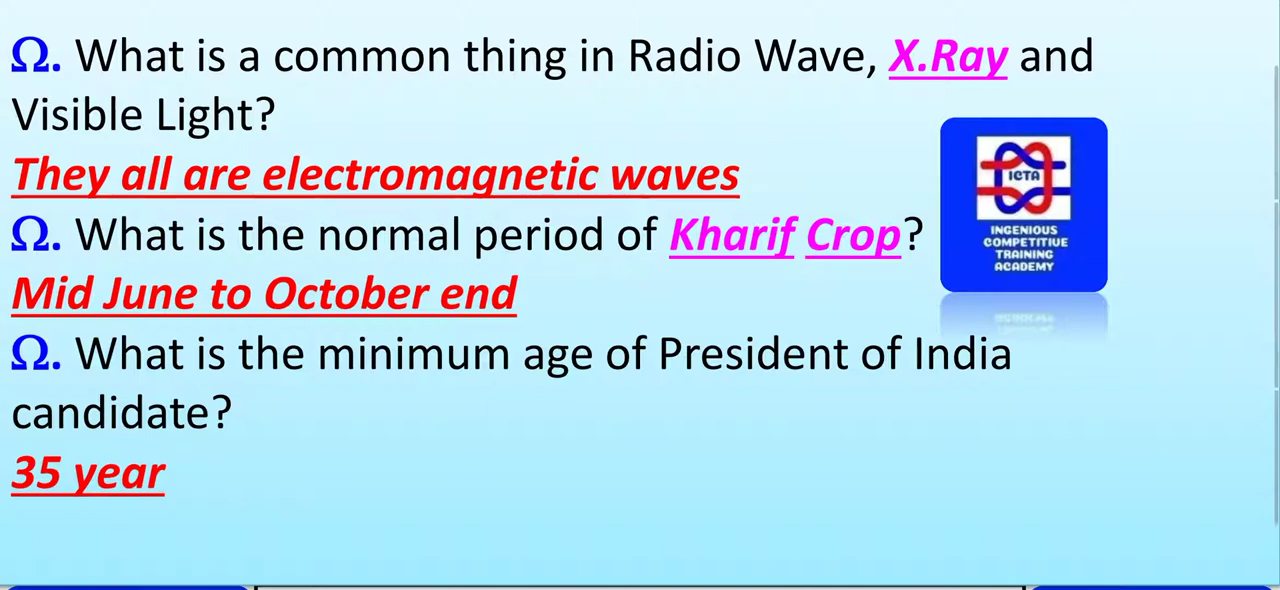 Ω. What is a common thing in Radio Wave, X.Ray and
Visible Light?
They all are electromagnetic waves
Ω. What is the normal period of Kharif Crop?
Mid June to October end
Ω. What is the minimum age of President of India
candidate?
35 year
ICTA
INGENIOUS
COMPETITIVE
TRAINING
ACADEMY